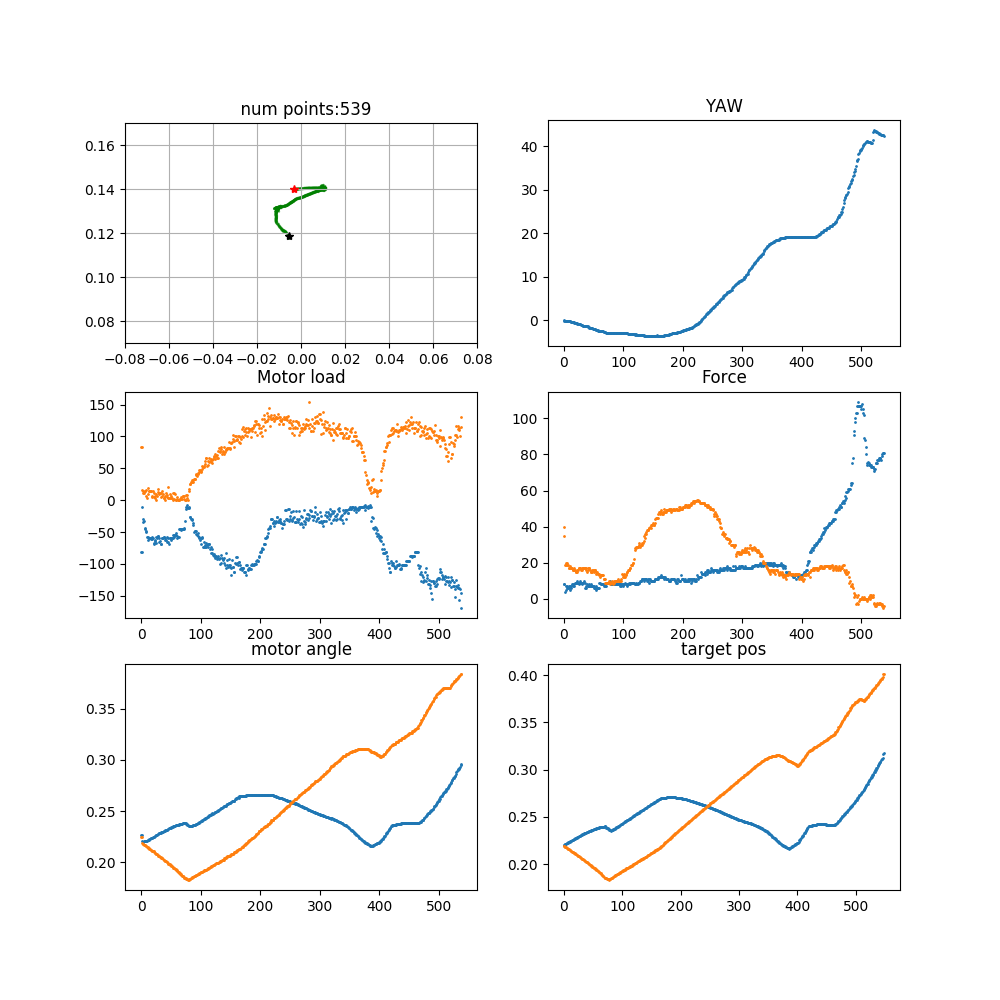 num points:539
YAW
0.16
0.14
0.12
0.10
0.08
−0.08 −0.06 −0.04 −0.02 0.00 0.02 0.04 0.06 0.08
40
30
20
10
0
0 100 200 300 400 500
Motor load
Force
150
100
50
0
−50
−100
−150
0 100 200 300 400 500
100
80
60
40
20
0
0 100 200 300 400 500
motor angle
target pos
0.35
0.30
0.25
0.20
0 100 200 300 400 500
0.40
0.35
0.30
0.25
0.20
0 100 200 300 400 500